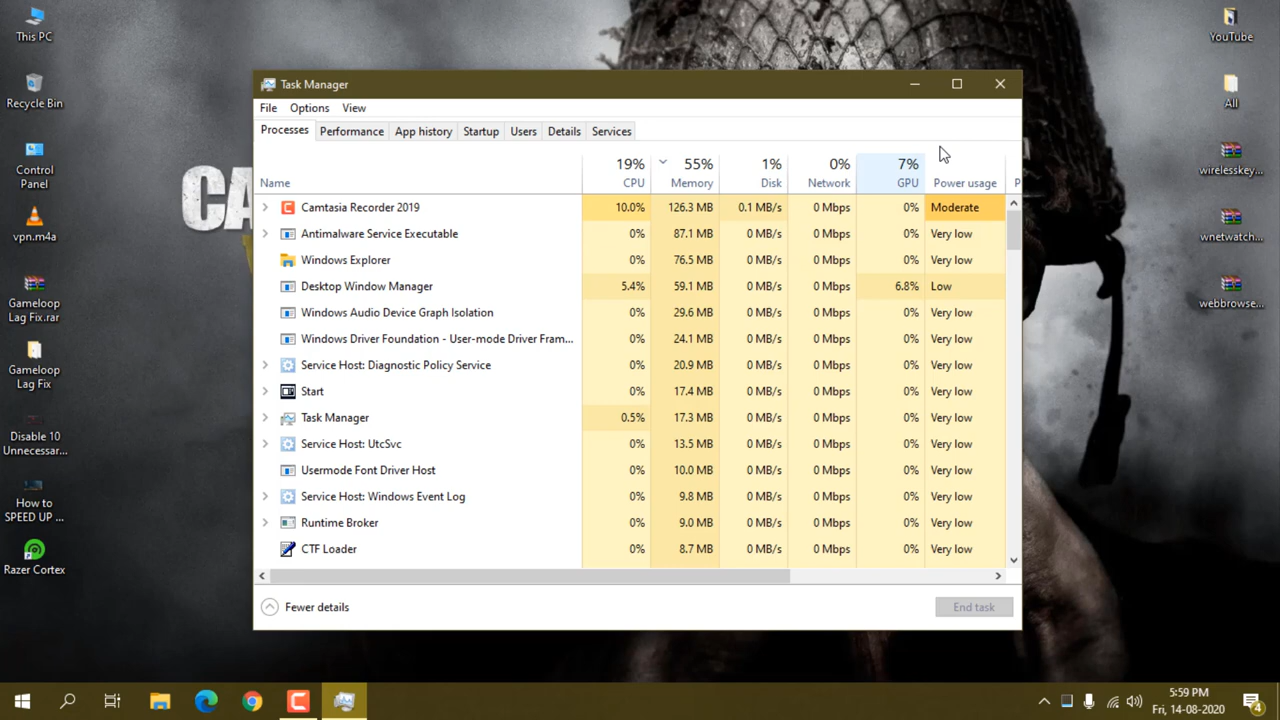 This PC
Recycle Bin
Control
Panel
vpn.m4a
Gameloop
Lag Fix.rar
Gameloop
Lag Fix
Disable 10
Unnecessar...
How to
SPEED UP ...
Razer Cortex
CA
Task Manager
File Options View
Processes Performance App history Startup Users Details Services
19% 55% 1% 0% 7%
Name CPU Memory Disk Network GPU Power usage P
Camtasia Recorder 2019 10.0% 126.3 MB 0.1 MB/s 0 Mbps 0% Moderate
Antimalware Service Executable 0% 87.1 MB 0 MB/s 0 Mbps 0% Very low
Windows Explorer 0% 76.5 MB 0 MB/s 0 Mbps 0% Very low
Desktop Window Manager 5.4% 59.1 MB 0 MB/s 0 Mbps 6.8% Low
Windows Audio Device Graph Isolation 0% 29.6 MB 0 MB/s 0 Mbps 0% Very low
Windows Driver Foundation - User-mode Driver Fram... 0% 24.1 MB 0 MB/s 0 Mbps 0% Very low
Service Host: Diagnostic Policy Service 0% 20.9 MB 0 MB/s 0 Mbps 0% Very low
Start 0% 17.4 MB 0 MB/s 0 Mbps 0% Very low
Task Manager 0.5% 17.3 MB 0 MB/s 0 Mbps 0% Very low
Service Host: UtcSvc 0% 13.5 MB 0 MB/s 0 Mbps 0% Very low
Usermode Font Driver Host 0% 10.0 MB 0 MB/s 0 Mbps 0% Very low
Service Host: Windows Event Log 0% 9.8 MB 0 MB/s 0 Mbps 0% Very low
Runtime Broker 0% 9.0 MB 0 MB/s 0 Mbps 0% Very low
CTF Loader 0% 8.7 MB 0 MB/s 0 Mbps 0% Very low
Fewer details End task
YouTube
All
wirelesskey...
wnetwatch...
webbrowse...
5:59 PM
Fri, 14-08-2020
4